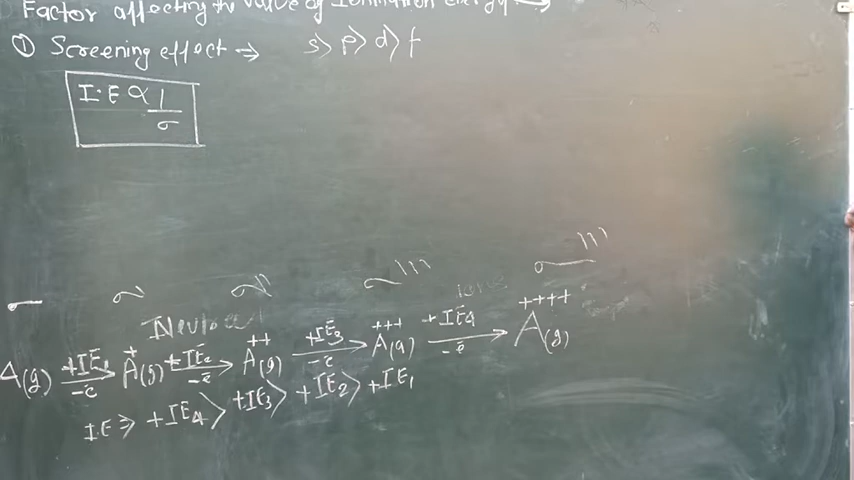 Factor affecting the value of Ionization energy →
① Screening effect → s > p > d > f
I.E ∝ 1/σ
σ σ' σ'' σ''' σ''''
Neutral
A(g) +IE₁ −ē → A⁺(g) +IE₂ −ē → A⁺⁺(g) +IE₃ −ē → A⁺⁺⁺(g) +IE₄ −ē → A⁺⁺⁺⁺(g)
I.E ⇒ +IE₄ > +IE₃ > +IE₂ > +IE₁